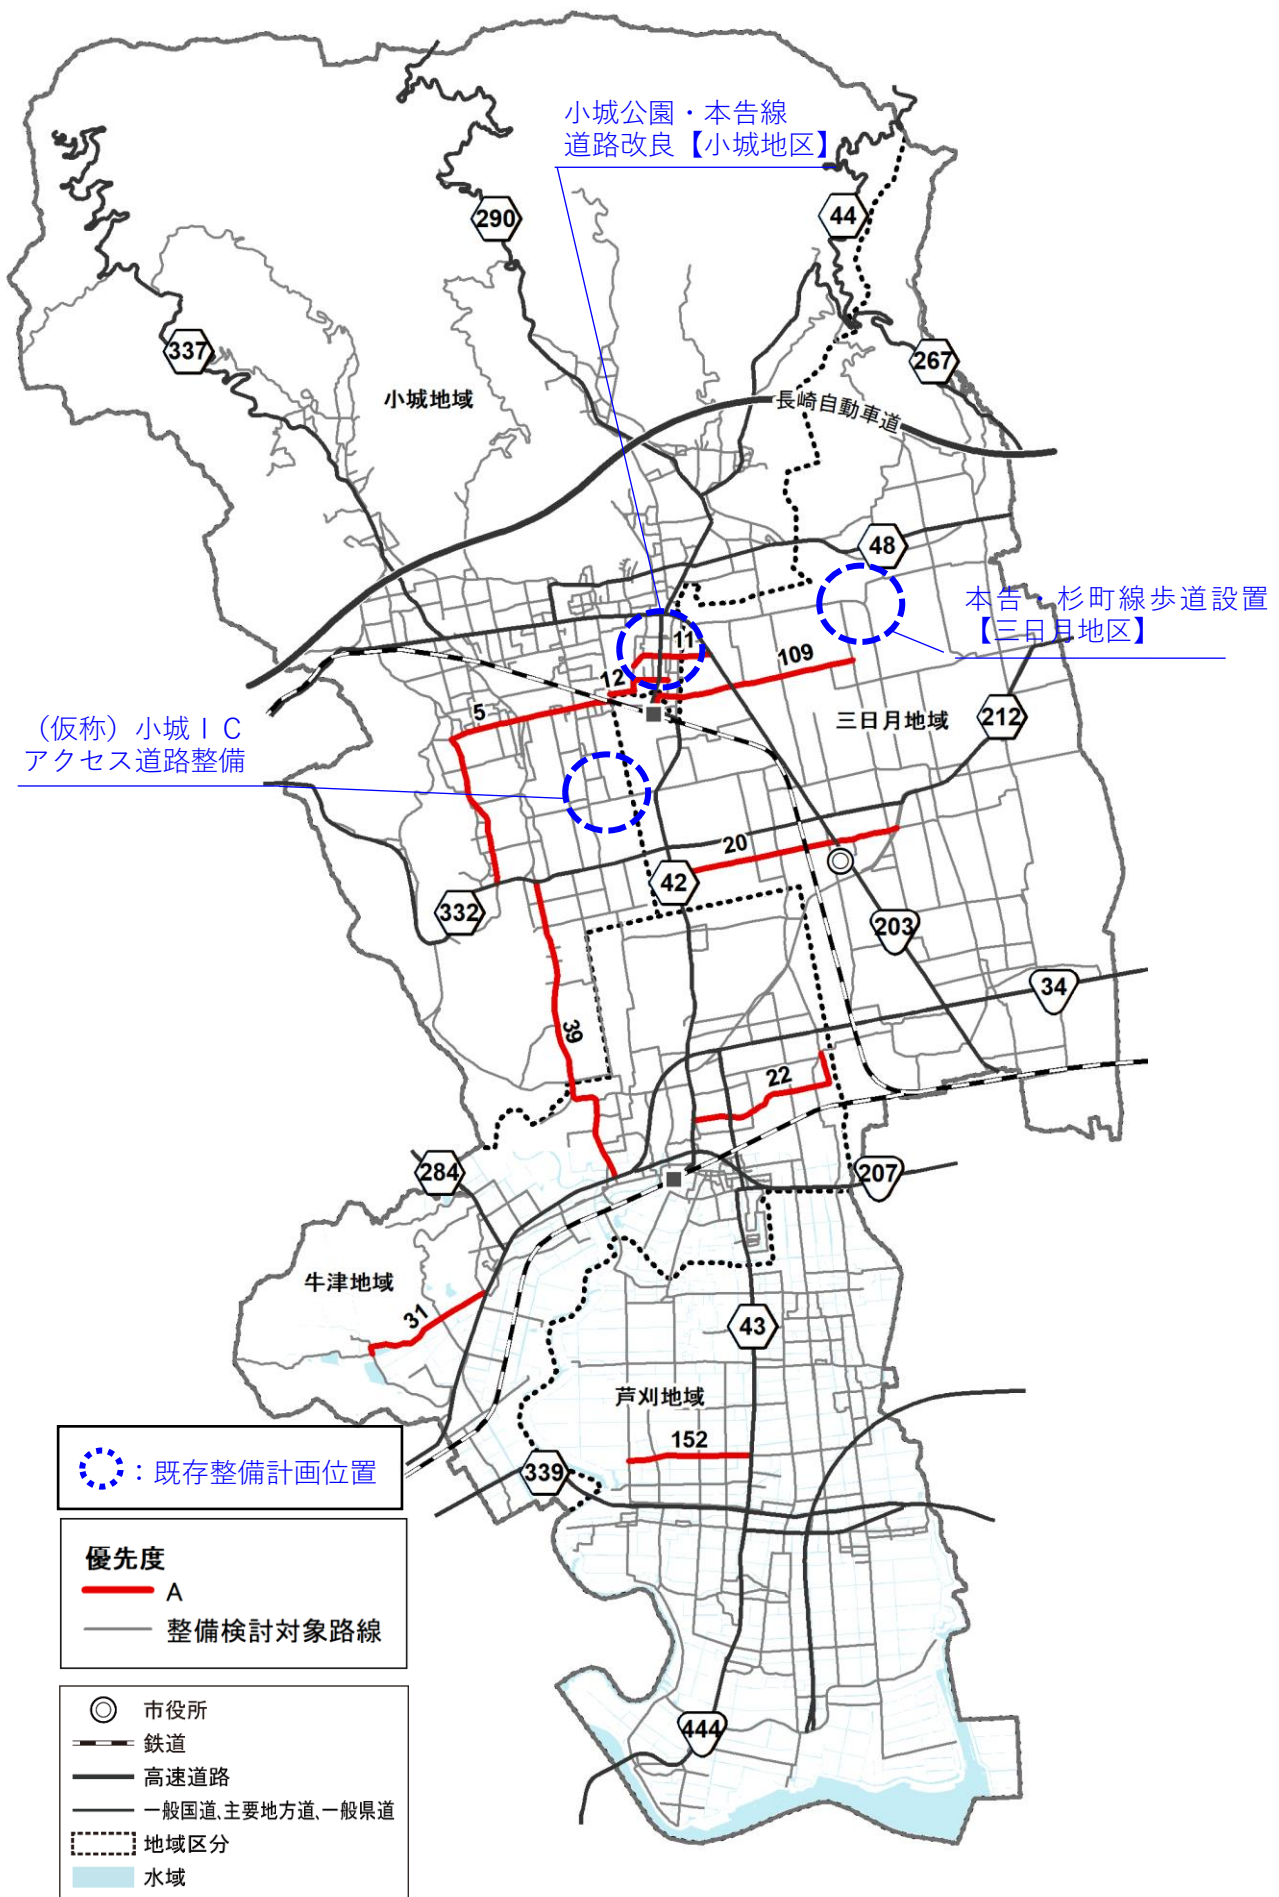 小城公園・本告線
道路改良【小城地区】
290
44
337
267
小城地域
長崎自動車道
48
本告・杉町線歩道設置
【三日月地区】
11
109
12
5
三日月地域
212
（仮称）小城ＩＣ
アクセス道路整備
20
42
332
203
34
39
22
284
207
牛津地域
31
43
芦刈地域
152
339
：既存整備計画位置
優先度
A
整備検討対象路線
444
市役所
鉄道
高速道路
一般国道、主要地方道、一般県道
地域区分
水域